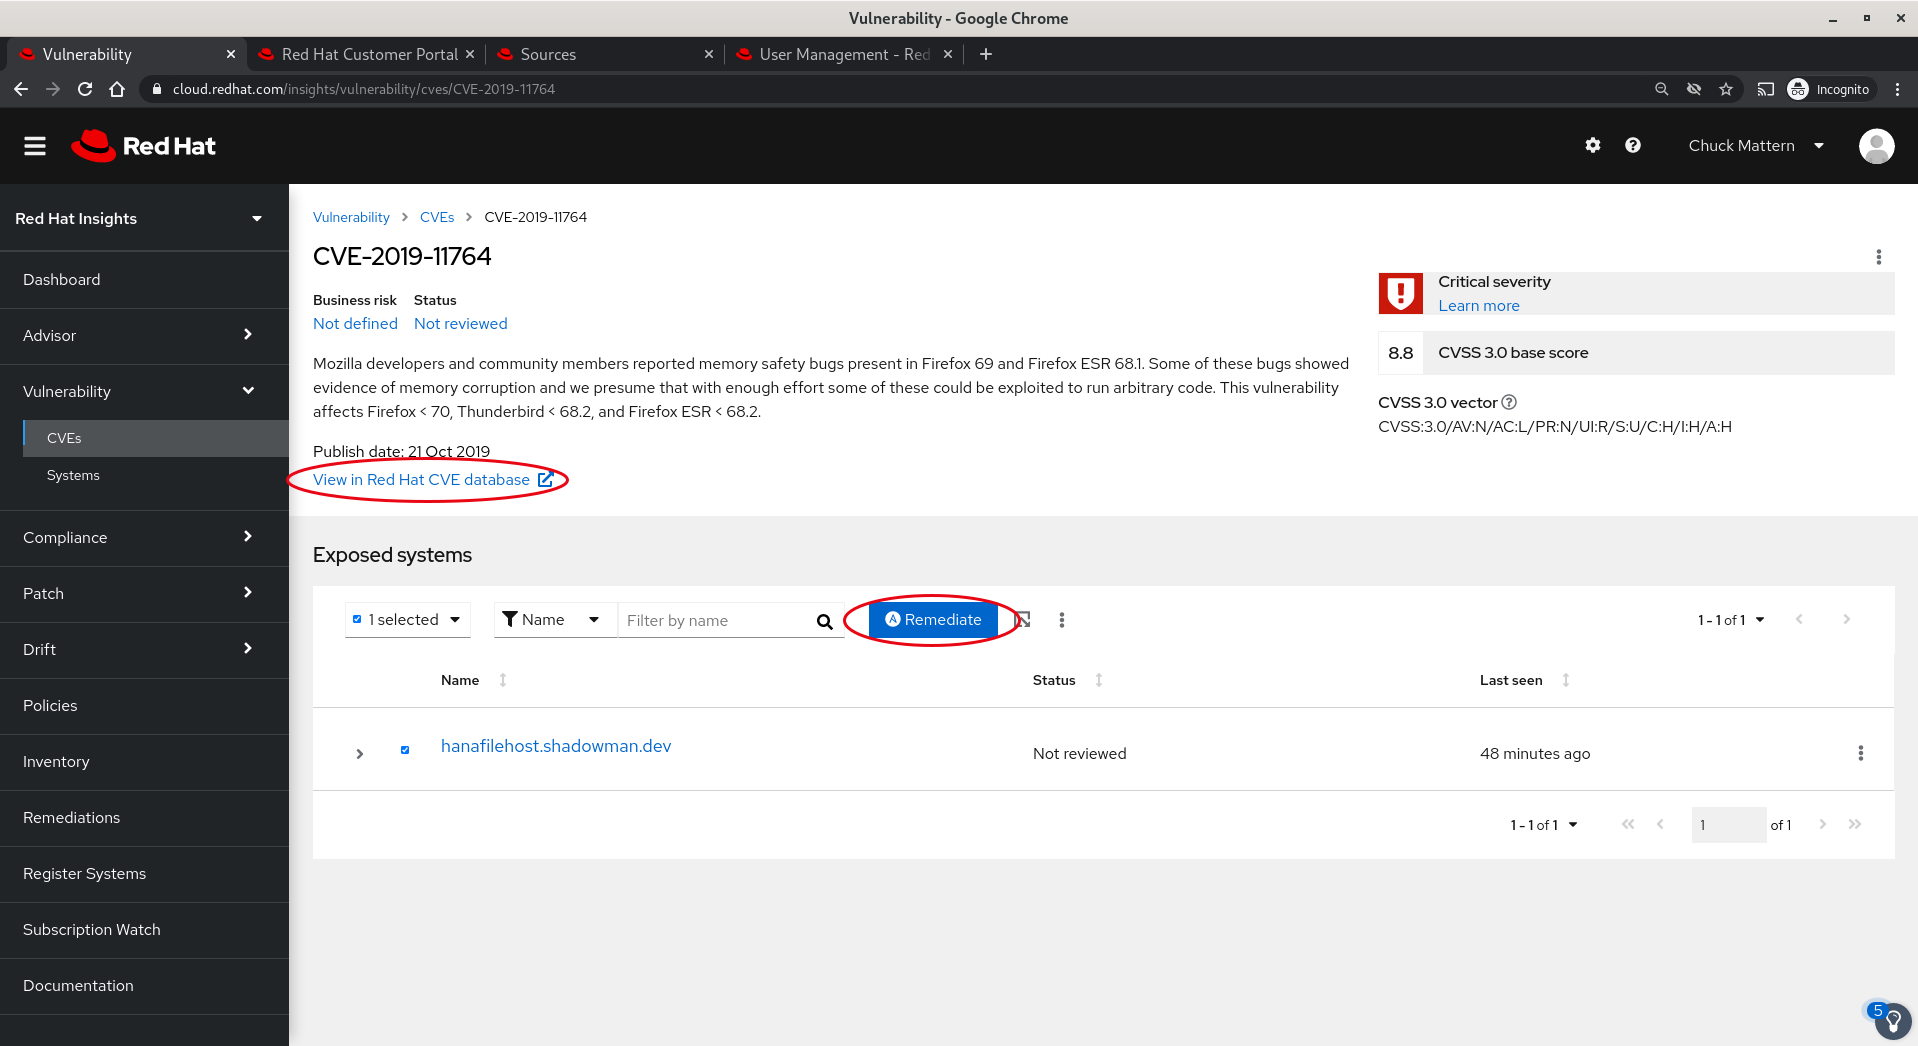 Vulnerability - Google Chrome
Vulnerability
Red Hat Customer Portal
Sources
User Management - Red
cloud.redhat.com/insights/vulnerability/cves/CVE-2019-11764
Incognito
Red Hat
Chuck Mattern
Red Hat Insights
Dashboard
Advisor
Vulnerability
CVEs
Systems
Compliance
Patch
Drift
Policies
Inventory
Remediations
Register Systems
Subscription Watch
Documentation
Vulnerability > CVEs > CVE-2019-11764
CVE-2019-11764
Business risk Status
Not defined Not reviewed
Mozilla developers and community members reported memory safety bugs present in Firefox 69 and Firefox ESR 68.1. Some of these bugs showed
evidence of memory corruption and we presume that with enough effort some of these could be exploited to run arbitrary code. This vulnerability
affects Firefox < 70, Thunderbird < 68.2, and Firefox ESR < 68.2.
Publish date: 21 Oct 2019
View in Red Hat CVE database
Critical severity
Learn more
8.8 CVSS 3.0 base score
CVSS 3.0 vector
CVSS:3.0/AV:N/AC:L/PR:N/UI:R/S:U/C:H/I:H/A:H
Exposed systems
1 selected Name Filter by name A Remediate 1 - 1 of 1
Name Status Last seen
hanafilehost.shadowman.dev Not reviewed 48 minutes ago
1 - 1 of 1 1 of 1
5